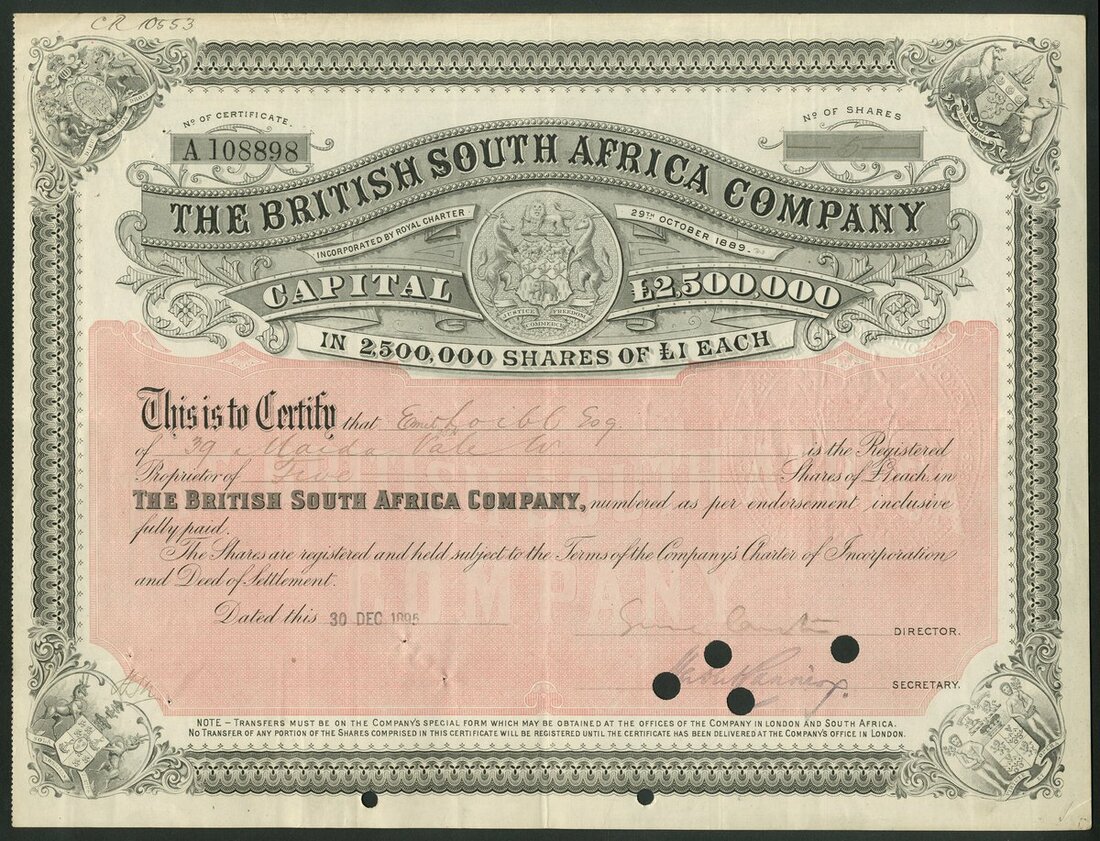 CR 10553
Nº OF CERTIFICATE.
A 108898
Nº OF SHARES
5
THE BRITISH SOUTH AFRICA COMPANY
INCORPORATED BY ROYAL CHARTER
29TH OCTOBER 1889.
CAPITAL £2,500,000
JUSTICE FREEDOM
COMMERCE
IN 2,500,000 SHARES OF £1 EACH
This is to Certify that Loibl Esq.
of 39 Maida Vale W is the Registered
Proprietor of Five Shares of £1 each in
THE BRITISH SOUTH AFRICA COMPANY, numbered as per endorsement inclusive
fully paid.
The Shares are registered and held subject to the Terms of the Company's Charter of Incorporation
and Deed of Settlement.
Dated this 30 DEC 1895
DIRECTOR.
SECRETARY.
NOTE – TRANSFERS MUST BE ON THE COMPANY'S SPECIAL FORM WHICH MAY BE OBTAINED AT THE OFFICES OF THE COMPANY IN LONDON AND SOUTH AFRICA.
NO TRANSFER OF ANY PORTION OF THE SHARES COMPRISED IN THIS CERTIFICATE WILL BE REGISTERED UNTIL THE CERTIFICATE HAS BEEN DELIVERED AT THE COMPANY'S OFFICE IN LONDON.